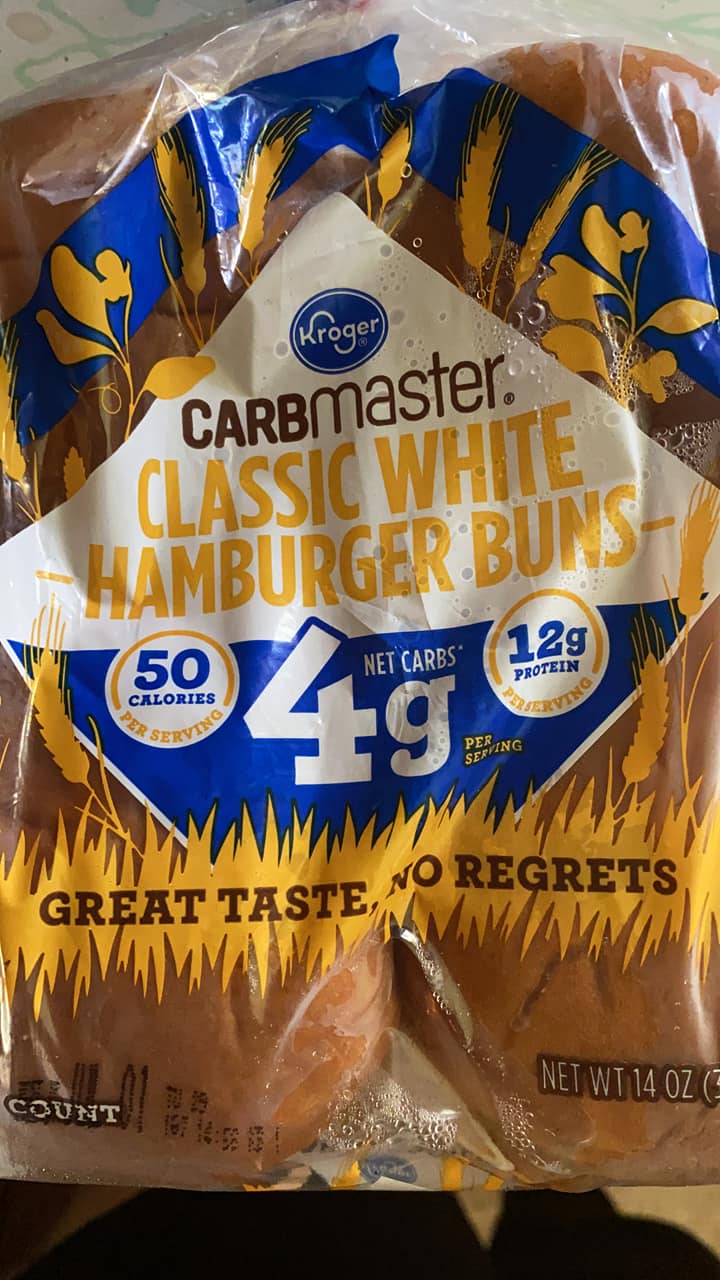 Kroger®
CARBmaster®
CLASSIC WHITE
HAMBURGER BUNS
50
CALORIES
PER SERVING
4g
NET CARBS*
PER
SERVING
12g
PROTEIN
PER SERVING
GREAT TASTE, NO REGRETS
COUNT
NET WT 14 OZ (
Kroger